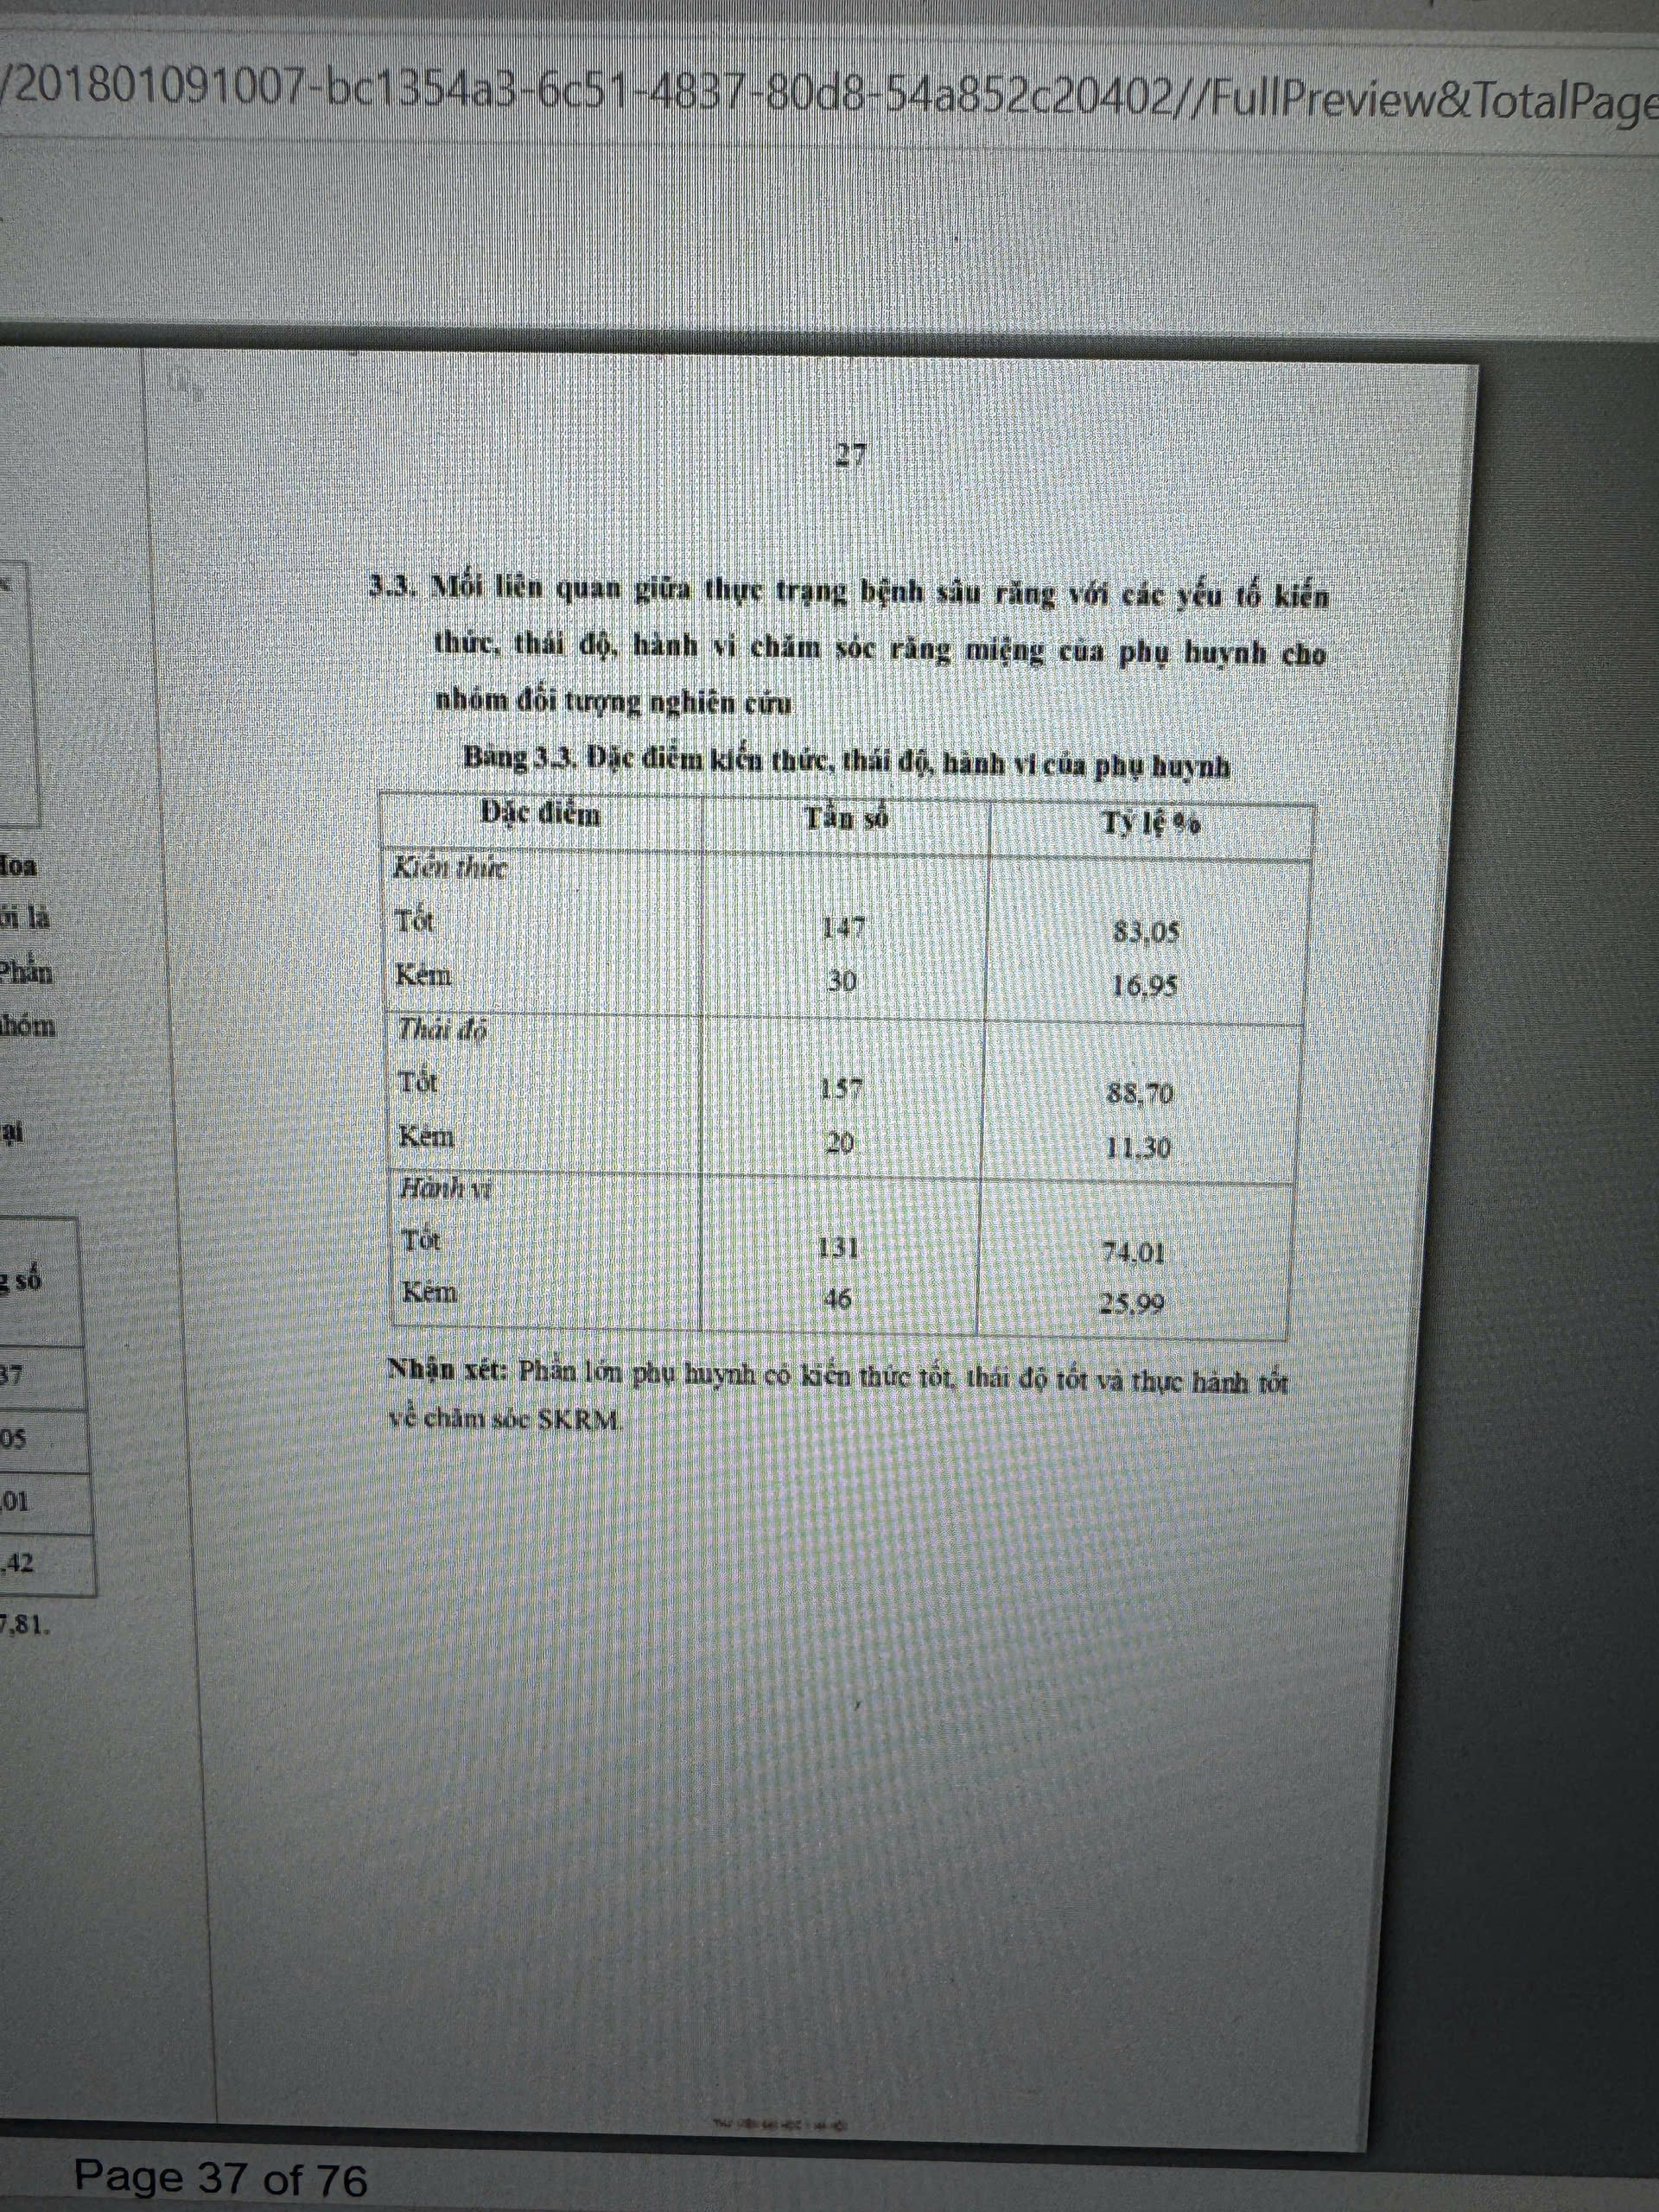 /201801091007-bc1354a3-6c51-4837-80d8-54a852c20402//FullPreview&TotalPage
27
3.3. Mối liên quan giữa thực trạng bệnh sâu răng với các yếu tố kiến
thức, thái độ, hành vi chăm sóc răng miệng của phụ huynh cho
nhóm đối tượng nghiên cứu
Bảng 3.3. Đặc điểm kiến thức, thái độ, hành vi của phụ huynh
Đặc điểm Tần số Tỷ lệ %
Kiến thức
Tốt 147 83,05
Kém 30 16,95
Thái độ
Tốt 157 88,70
Kém 20 11,30
Hành vi
Tốt 131 74,01
Kém 46 25,99
Nhận xét: Phần lớn phụ huynh có kiến thức tốt, thái độ tốt và thực hành tốt
về chăm sóc SKRM.
ới là
Phần
nhóm
ại
g số
37
05
,01
,42
7,81.
Page 37 of 76